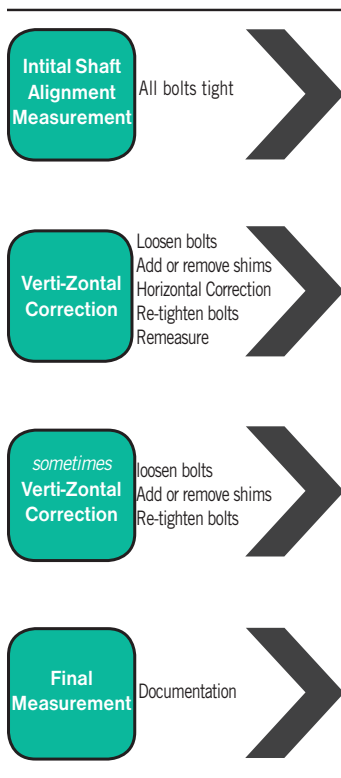 Intital Shaft
Alignment
Measurement
All bolts tight
Verti-Zontal
Correction
Loosen bolts
Add or remove shims
Horizontal Correction
Re-tighten bolts
Remeasure
sometimes
Verti-Zontal
Correction
loosen bolts
Add or remove shims
Re-tighten bolts
Final
Measurement
Documentation